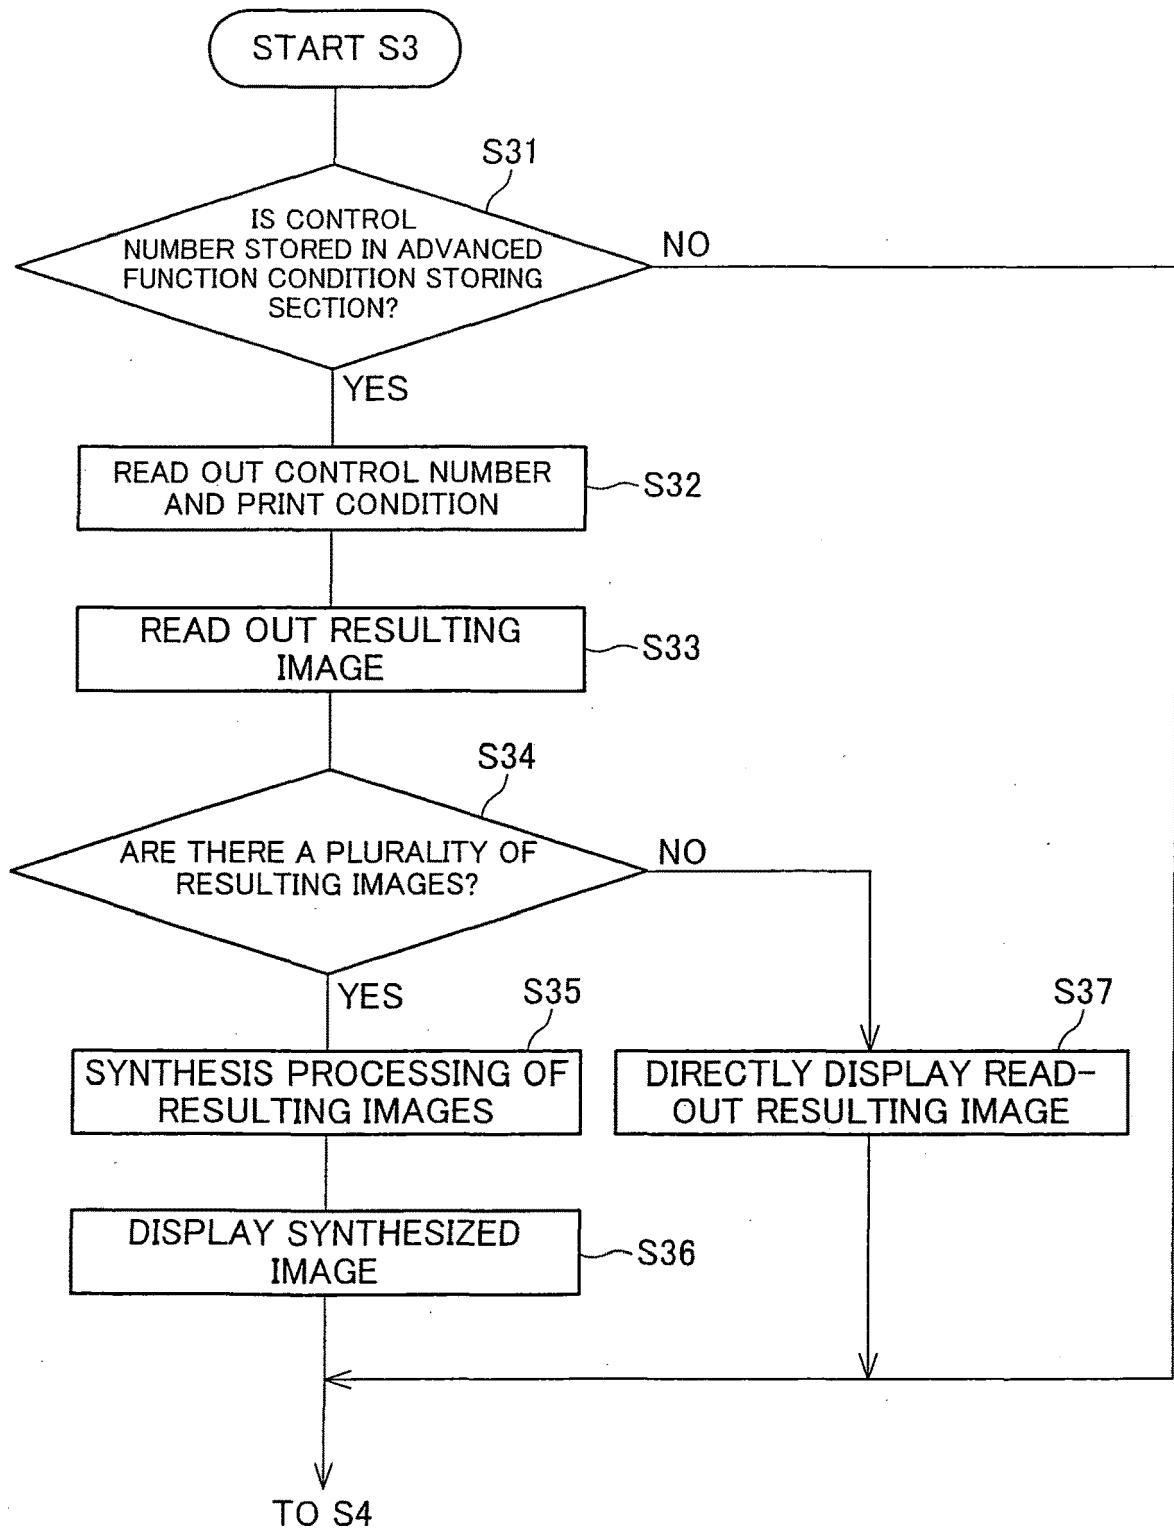 START S3
S31
IS CONTROL
NUMBER STORED IN ADVANCED
FUNCTION CONDITION STORING
SECTION?
NO
YES
READ OUT CONTROL NUMBER
AND PRINT CONDITION
S32
READ OUT RESULTING
IMAGE
S33
S34
ARE THERE A PLURALITY OF
RESULTING IMAGES?
NO
YES
S35
SYNTHESIS PROCESSING OF
RESULTING IMAGES
S37
DIRECTLY DISPLAY READ-
OUT RESULTING IMAGE
DISPLAY SYNTHESIZED
IMAGE
S36
TO S4